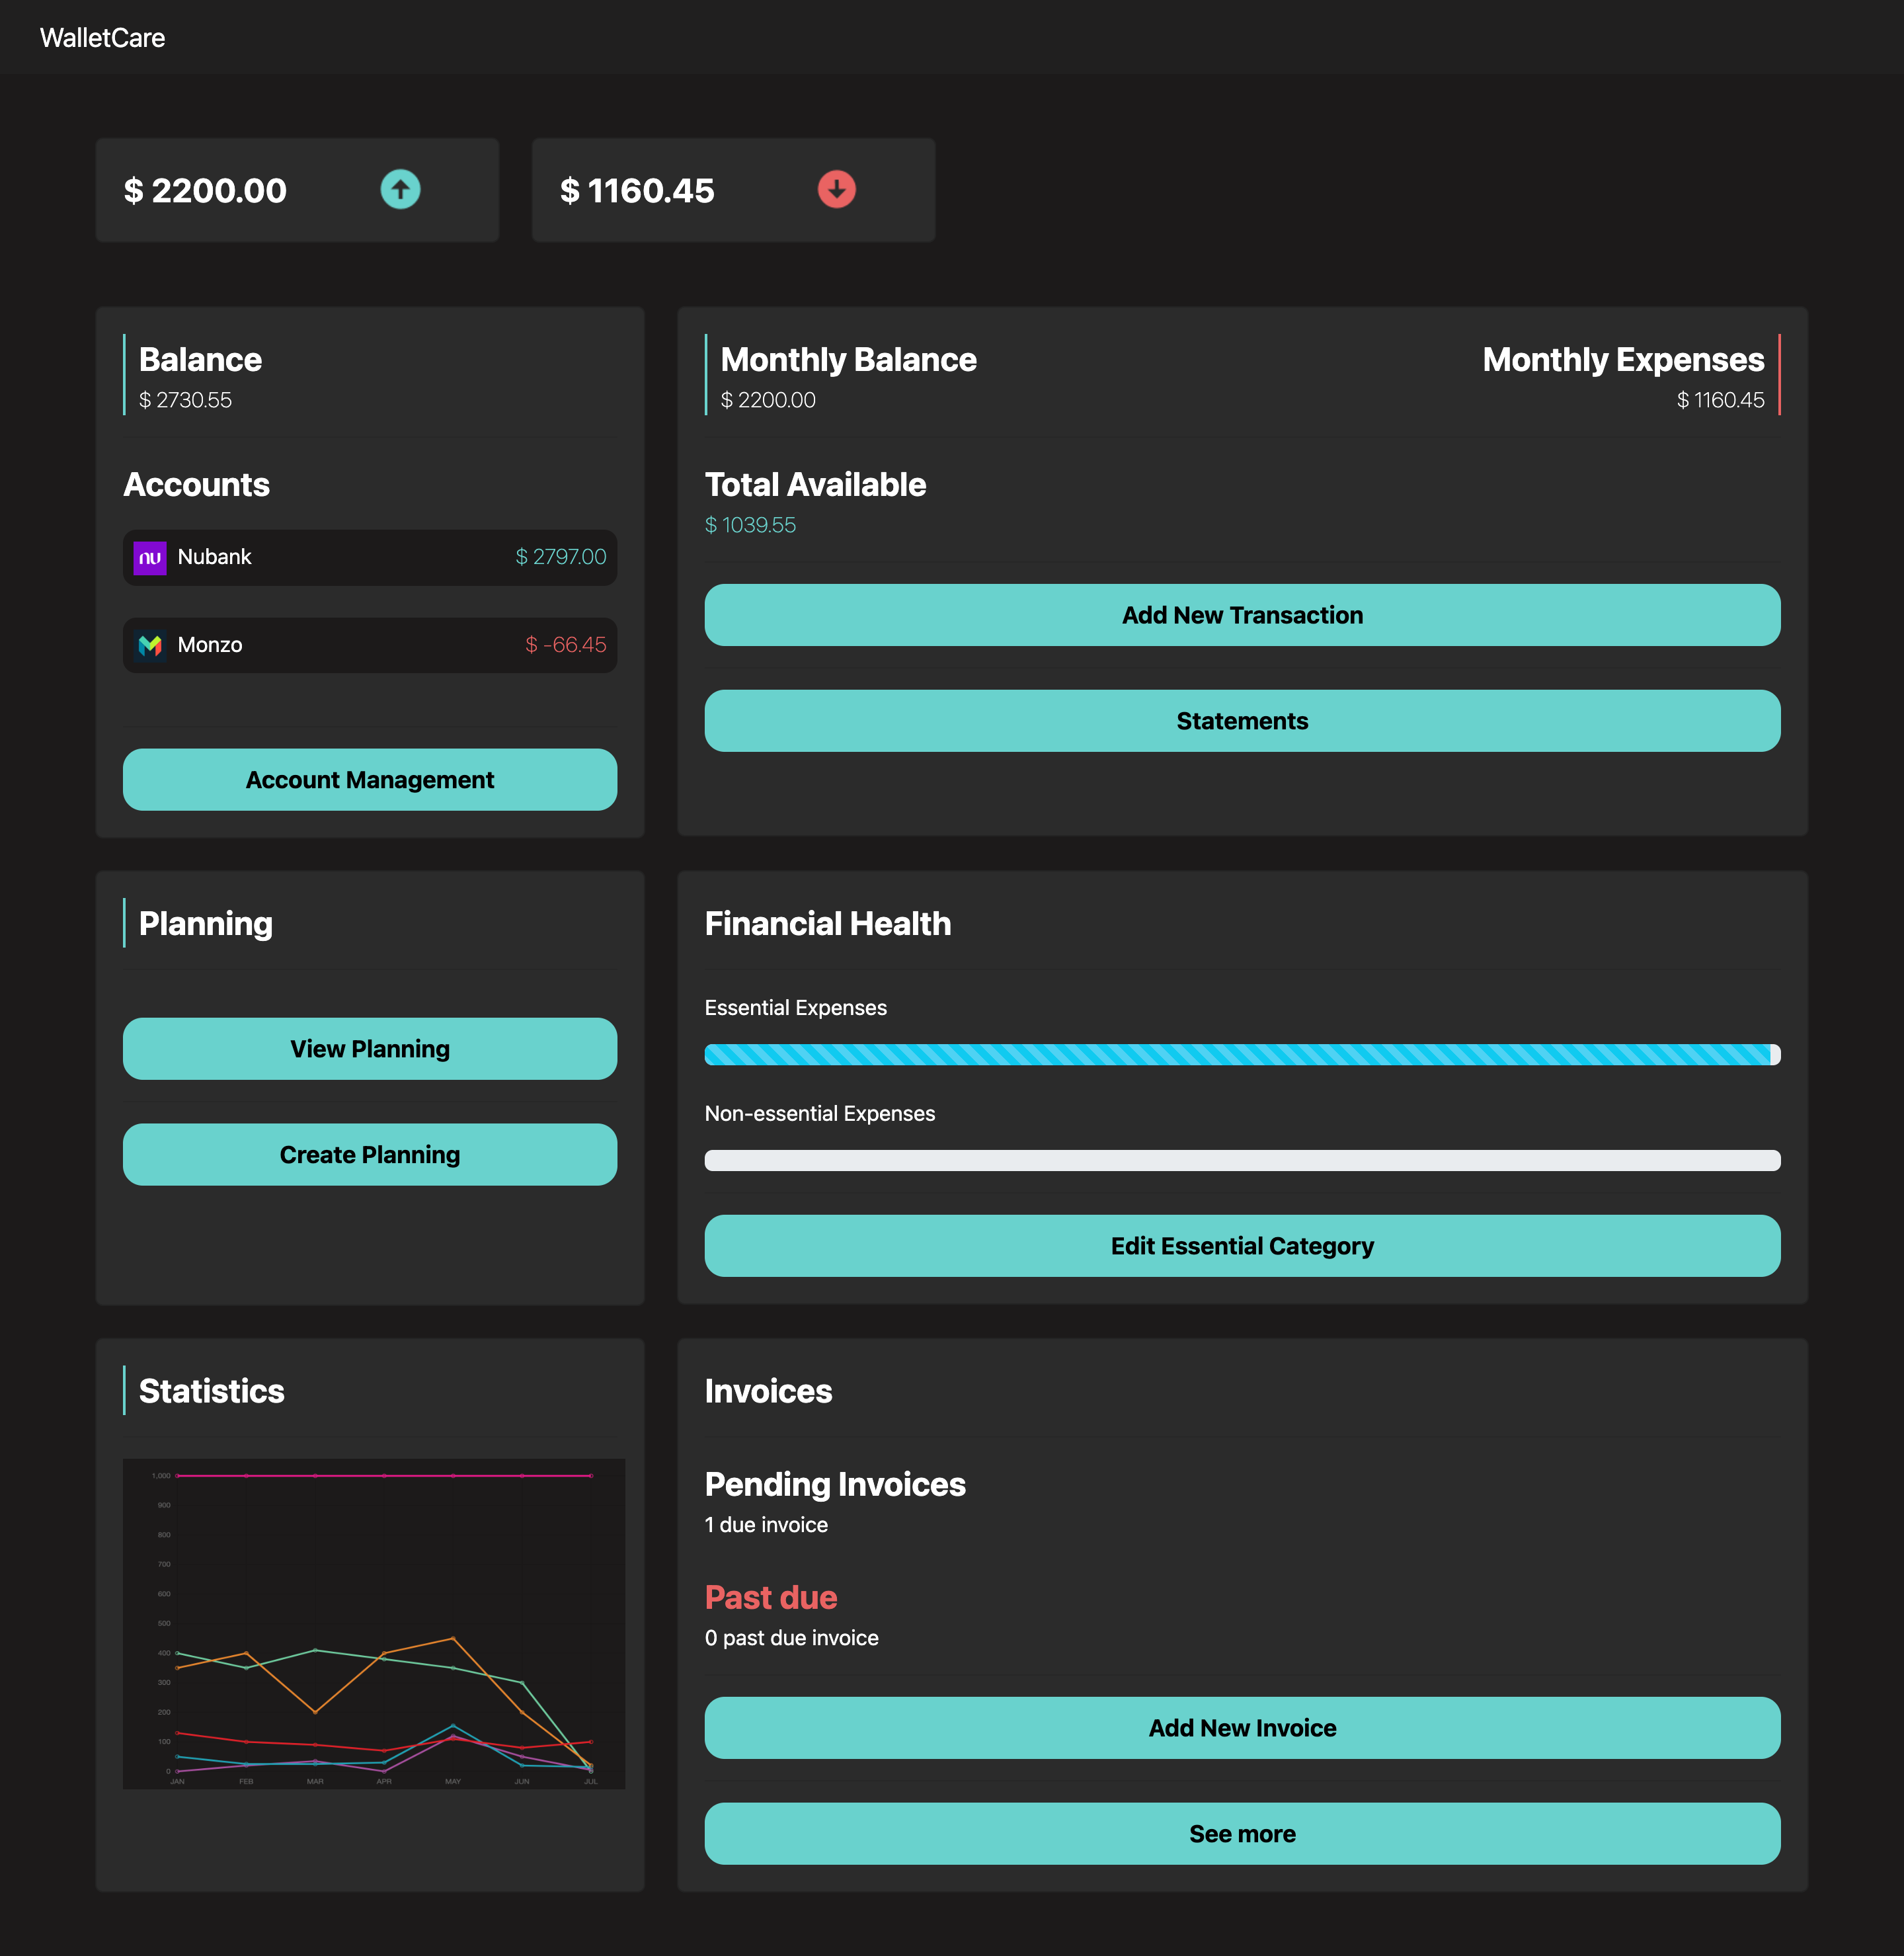 WalletCare
$ 2200.00
$ 1160.45
Balance
$ 2730.55
Accounts
nu Nubank $ 2797.00
Monzo $ -66.45
Account Management
Monthly Balance
$ 2200.00
Monthly Expenses
$ 1160.45
Total Available
$ 1039.55
Add New Transaction
Statements
Planning
View Planning
Create Planning
Financial Health
Essential Expenses
Non-essential Expenses
Edit Essential Category
Statistics
1,000
900
800
700
600
500
400
300
200
100
0
JAN FEB MAR APR MAY JUN JUL
Invoices
Pending Invoices
1 due invoice
Past due
0 past due invoice
Add New Invoice
See more